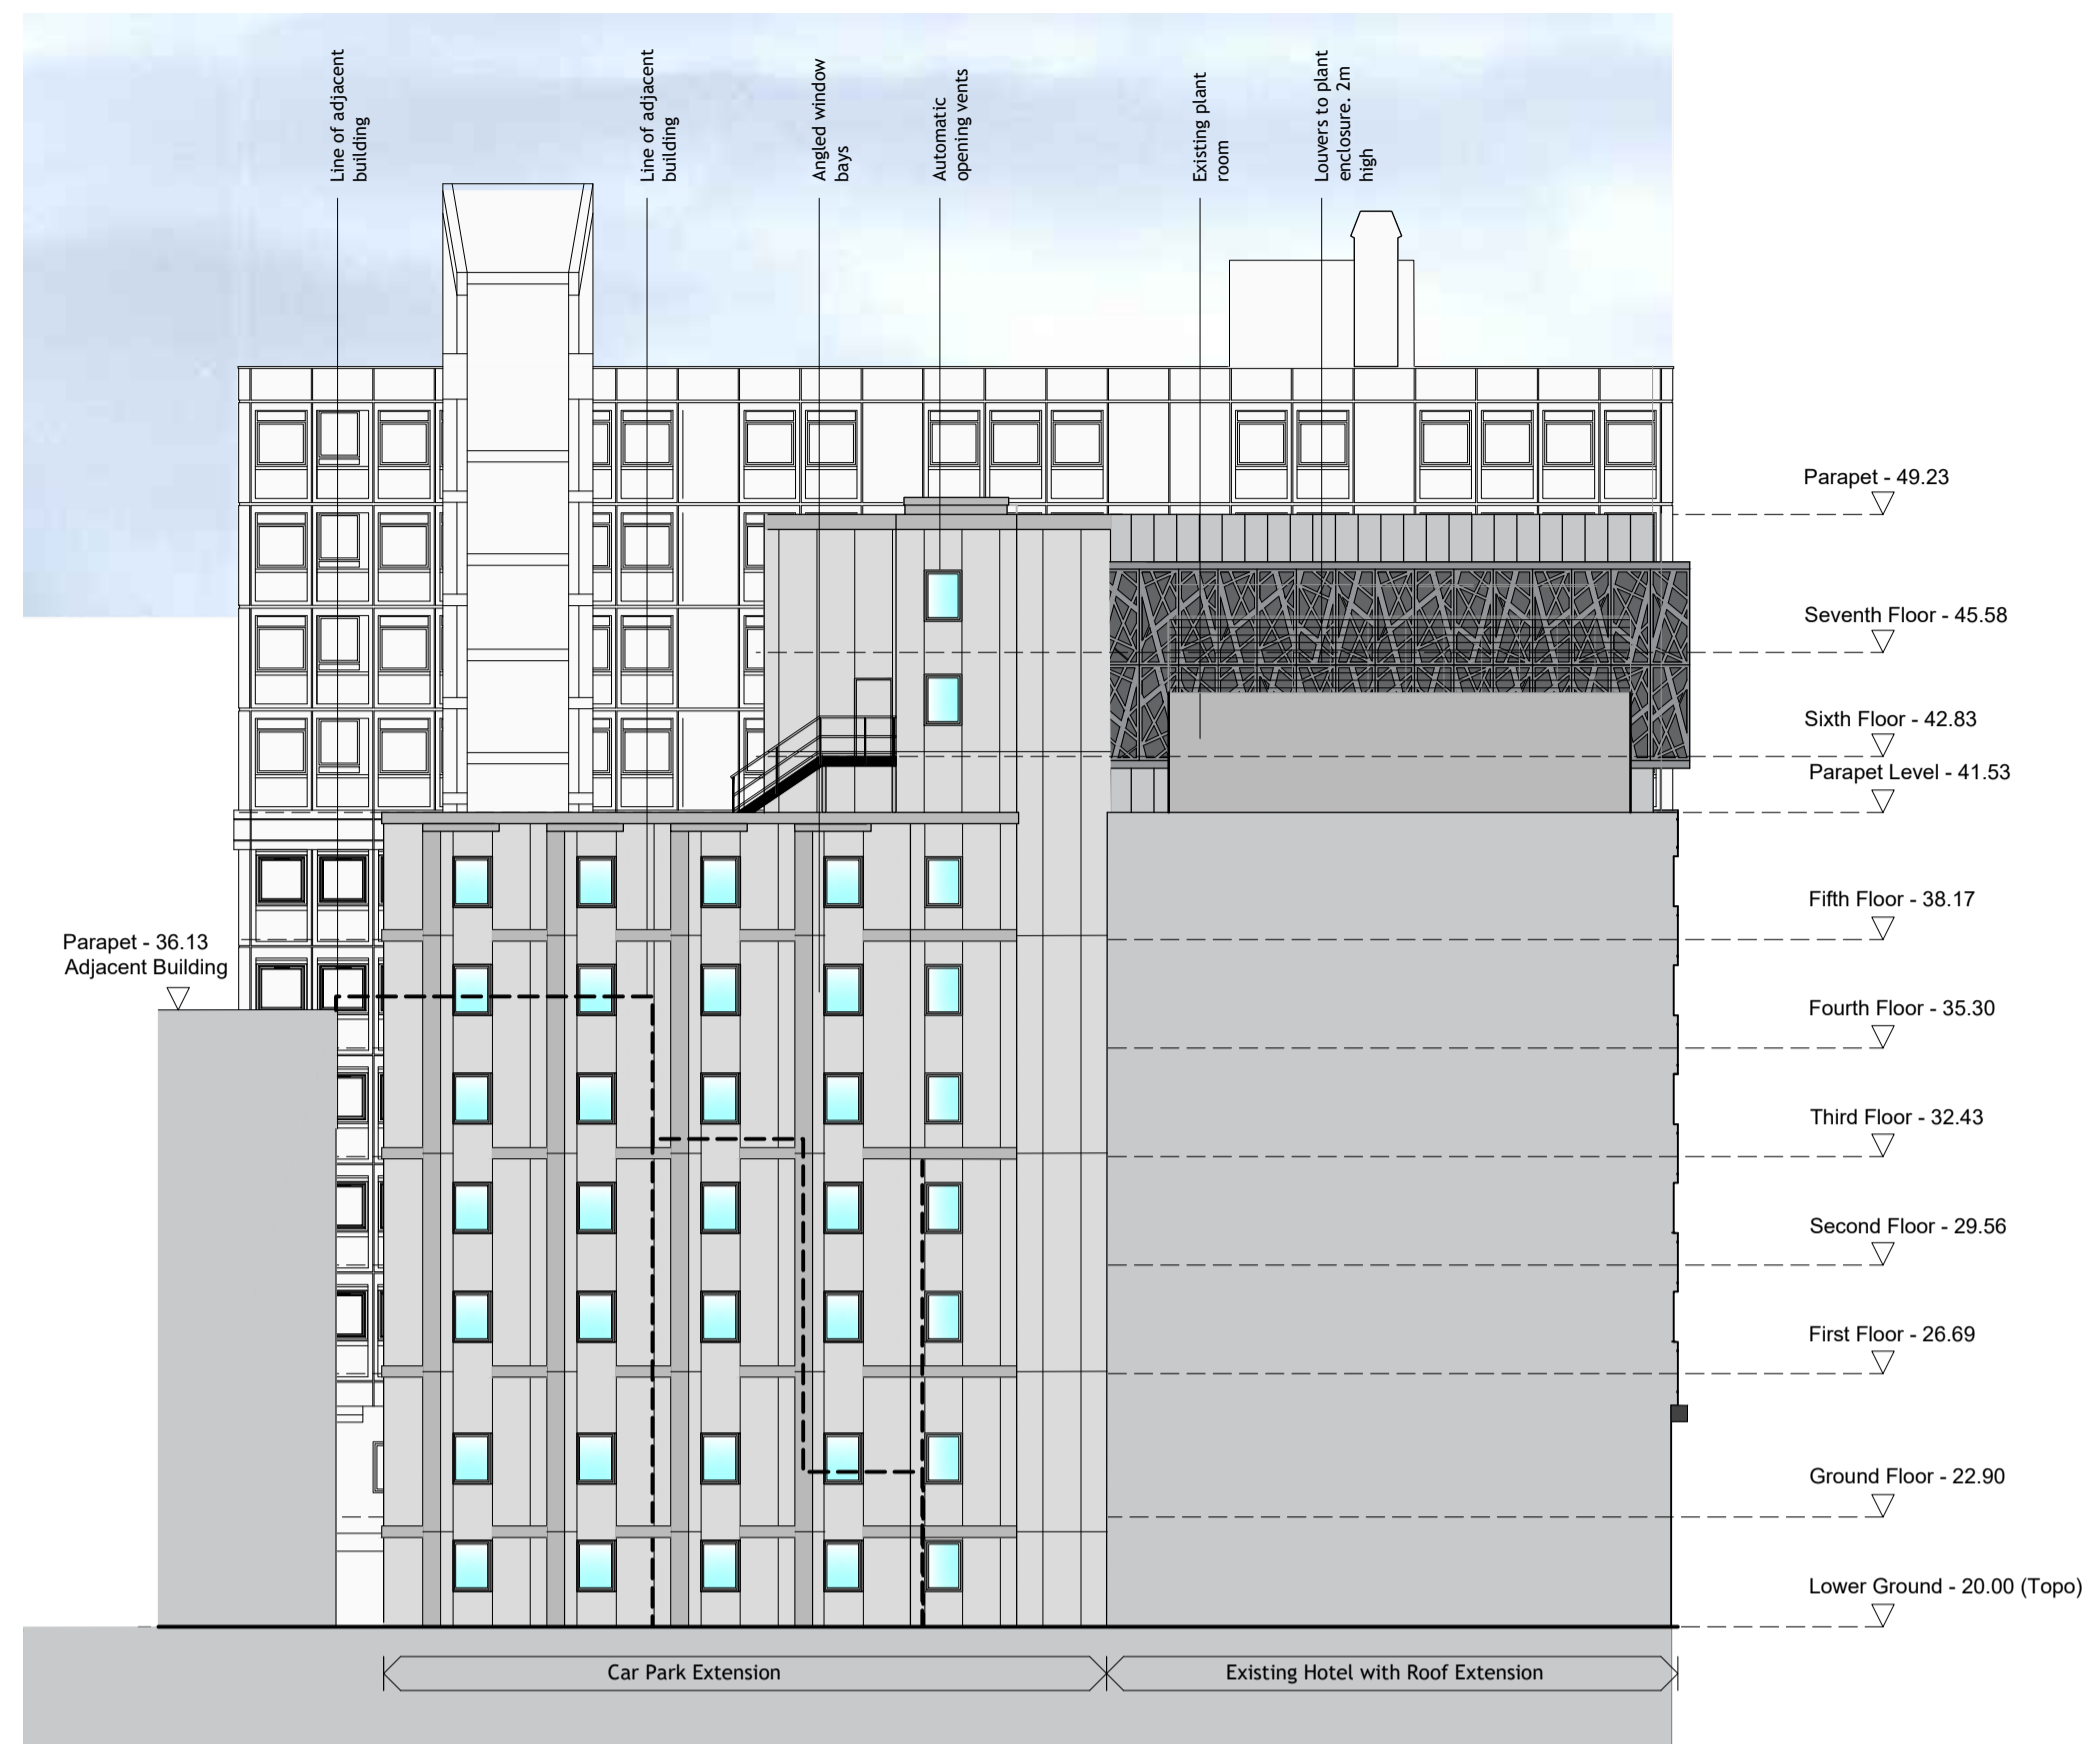 Line of adjacent
building
Line of adjacent
building
Angled window
bays
Automatic
opening vents
Existing plant
room
Louvers to plant
enclosure. 2m
high
Parapet - 49.23
Seventh Floor - 45.58
Sixth Floor - 42.83
Parapet Level - 41.53
Fifth Floor - 38.17
Parapet - 36.13
Adjacent Building
Fourth Floor - 35.30
Third Floor - 32.43
Second Floor - 29.56
First Floor - 26.69
Ground Floor - 22.90
Lower Ground - 20.00 (Topo)
Car Park Extension
Existing Hotel with Roof Extension